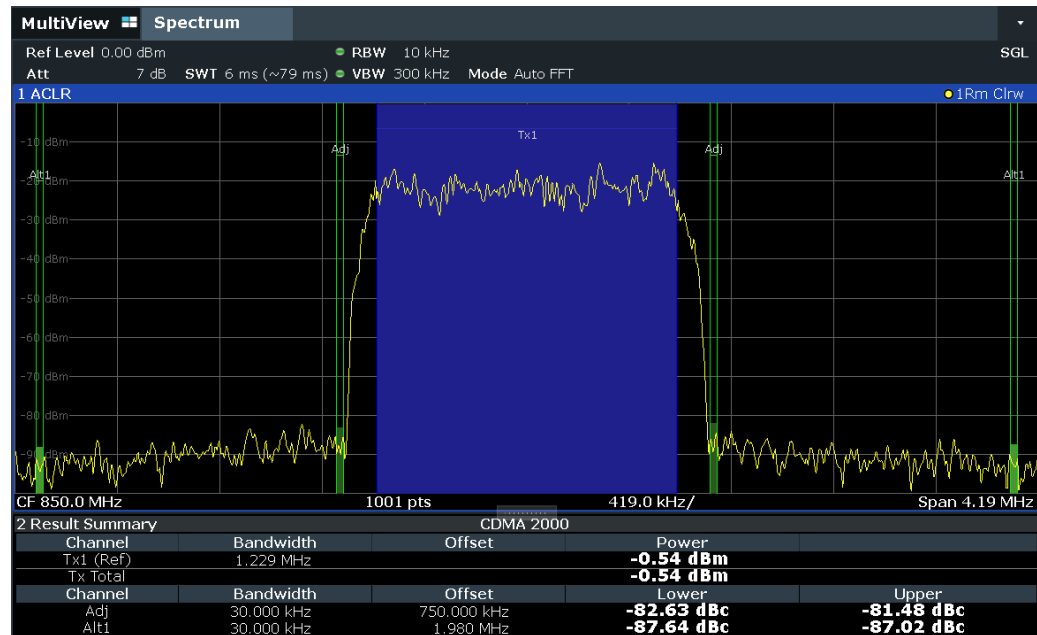 MultiView Spectrum
Ref Level 0.00 dBm RBW 10 kHz SGL
Att 7 dB SWT 6 ms (~79 ms) VBW 300 kHz Mode Auto FFT
1 ACLR 1Rm Clrw
Tx1
-10 dBm
Adj Adj
Alt1 Alt1
-20 dBm
-30 dBm
-40 dBm
-50 dBm
-60 dBm
-70 dBm
-80 dBm
-90 dBm
CF 850.0 MHz 1001 pts 419.0 kHz/ Span 4.19 MHz
2 Result Summary CDMA 2000
Channel Bandwidth Offset Power
Tx1 (Ref) 1.229 MHz -0.54 dBm
Tx Total -0.54 dBm
Channel Bandwidth Offset Lower Upper
Adj 30.000 kHz 750.000 kHz -82.63 dBc -81.48 dBc
Alt1 30.000 kHz 1.980 MHz -87.64 dBc -87.02 dBc